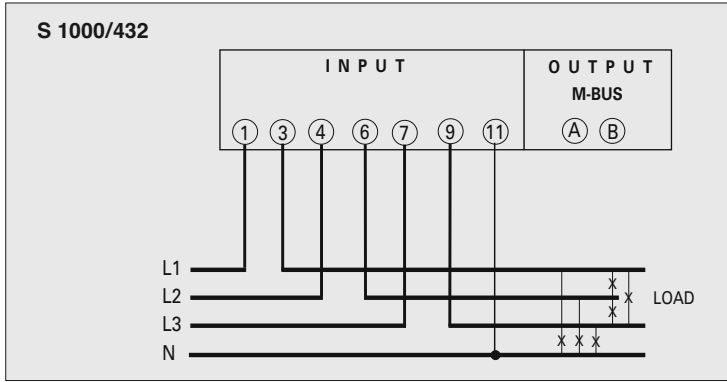 S 1000/432
INPUT
OUTPUT
M-BUS
1 3 4 6 7 9 11 A B
L1
L2
LOAD
L3
N